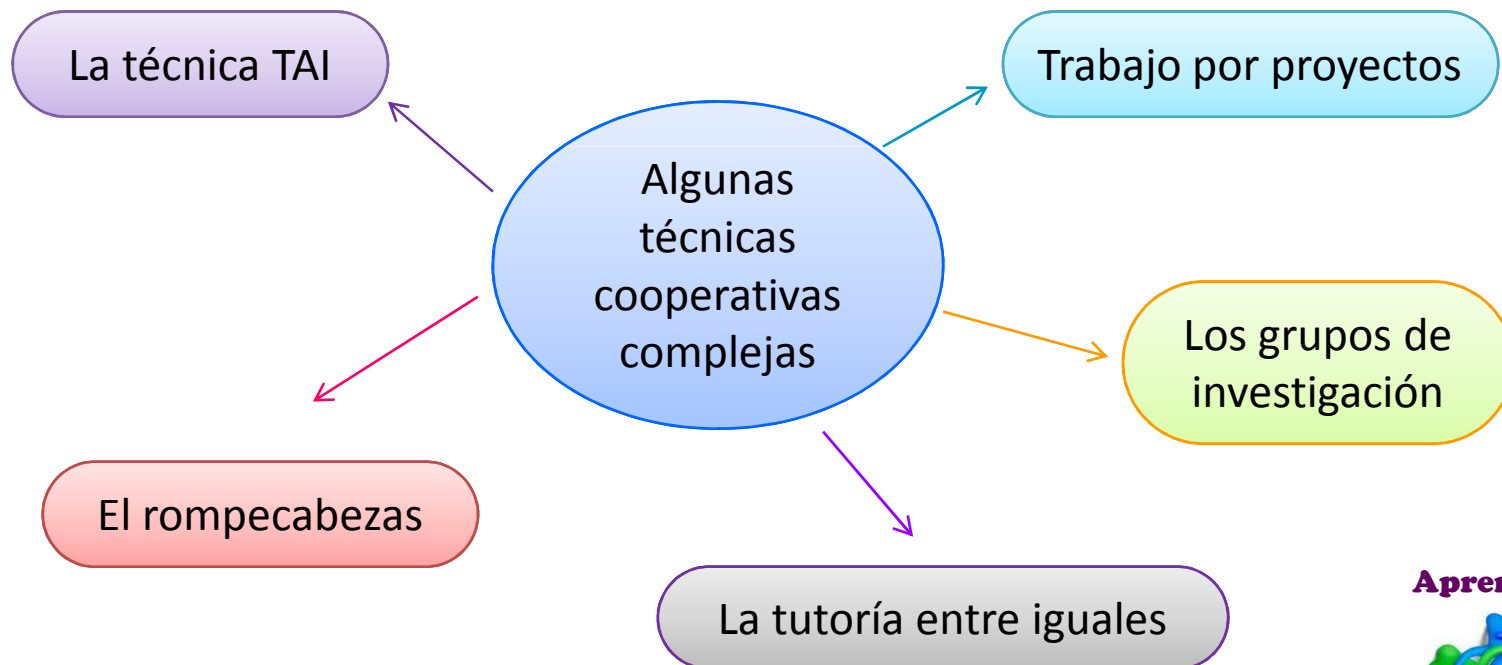 La técnica TAI
Trabajo por proyectos
Algunas
técnicas
cooperativas
complejas
Los grupos de
investigación
El rompecabezas
La tutoría entre iguales